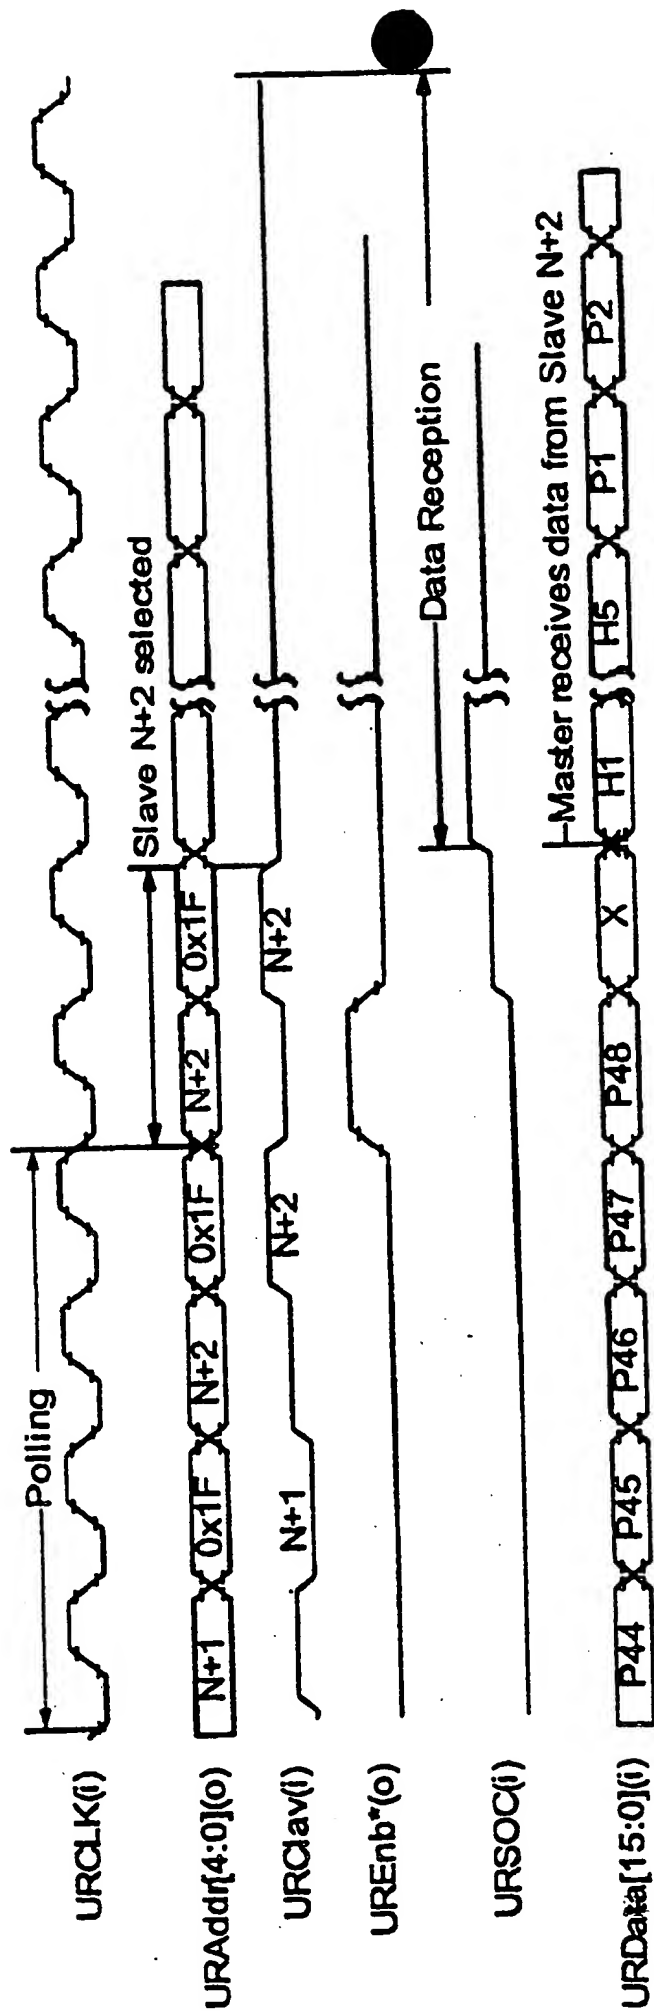 Polling
URCLK(i)
Slave N+2 selected
URAddr[4:0](o) N+1 0x1F N+2 0x1F N+2 0x1F
URClav(i) N+1 N+2 N+2
UREnb*(o)
Data Reception
URSOC(i)
Master receives data from Slave N+2
URData[15:0](i) P44 P45 P46 P47 P48 X H1 H5 P1 P2